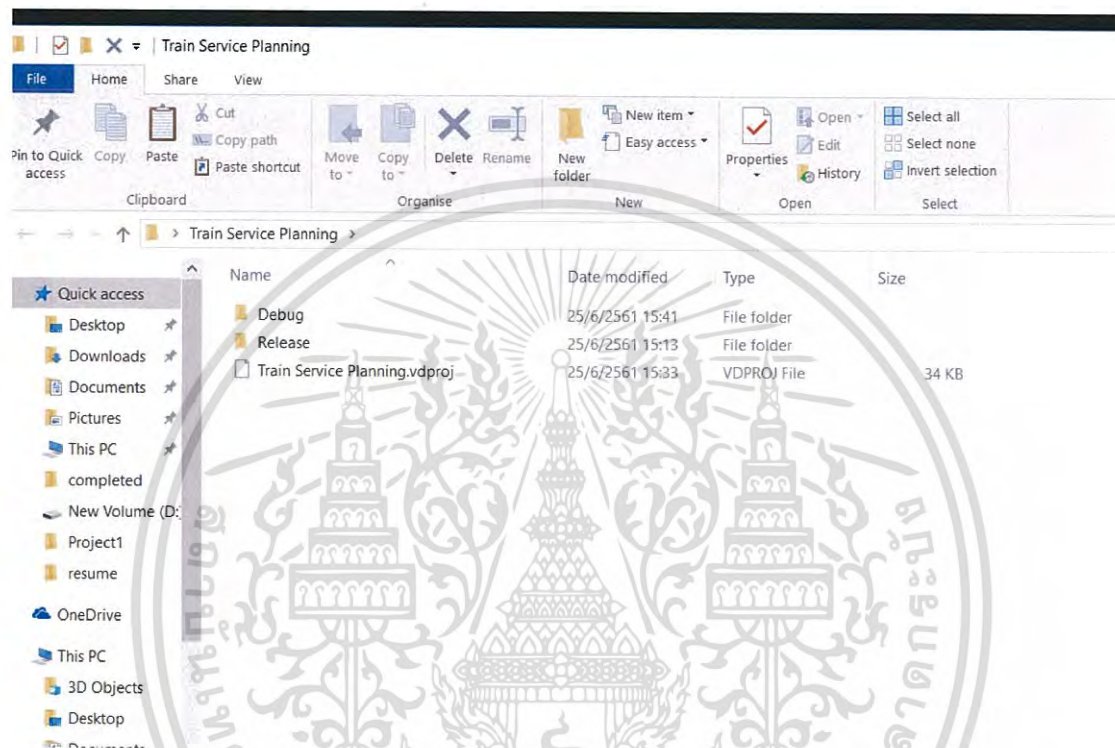 Train Service Planning
File Home Share View
Pin to Quick access
Copy
Paste
Cut
Copy path
Paste shortcut
Move to
Copy to
Delete
Rename
New folder
New item
Easy access
Properties
Open
Edit
History
Select all
Select none
Invert selection
Clipboard Organise New Open Select
Train Service Planning
Name Date modified Type Size
Debug 25/6/2561 15:41 File folder
Release 25/6/2561 15:13 File folder
Train Service Planning.vdproj 25/6/2561 15:33 VDPROJ File 34 KB
Quick access
Desktop
Downloads
Documents
Pictures
This PC
completed
New Volume (D:
Project1
resume
OneDrive
This PC
3D Objects
Desktop
Documents